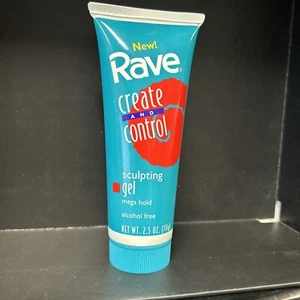 New!
Rave®
create
AND
control
sculpting
gel
mega hold
alcohol free
NET WT. 2.5 OZ.